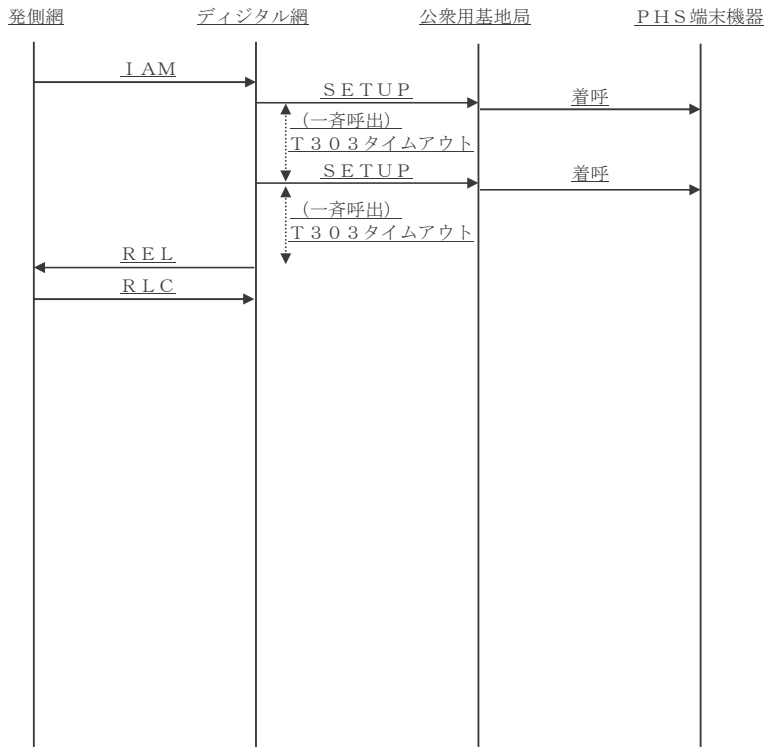 発側網 ディジタル網 公衆用基地局 ＰＨＳ端末機器
ＩＡＭ
ＳＥＴＵＰ
着呼
（一斉呼出）
Ｔ３０３タイムアウト
ＳＥＴＵＰ
着呼
（一斉呼出）
Ｔ３０３タイムアウト
ＲＥＬ
ＲＬＣ